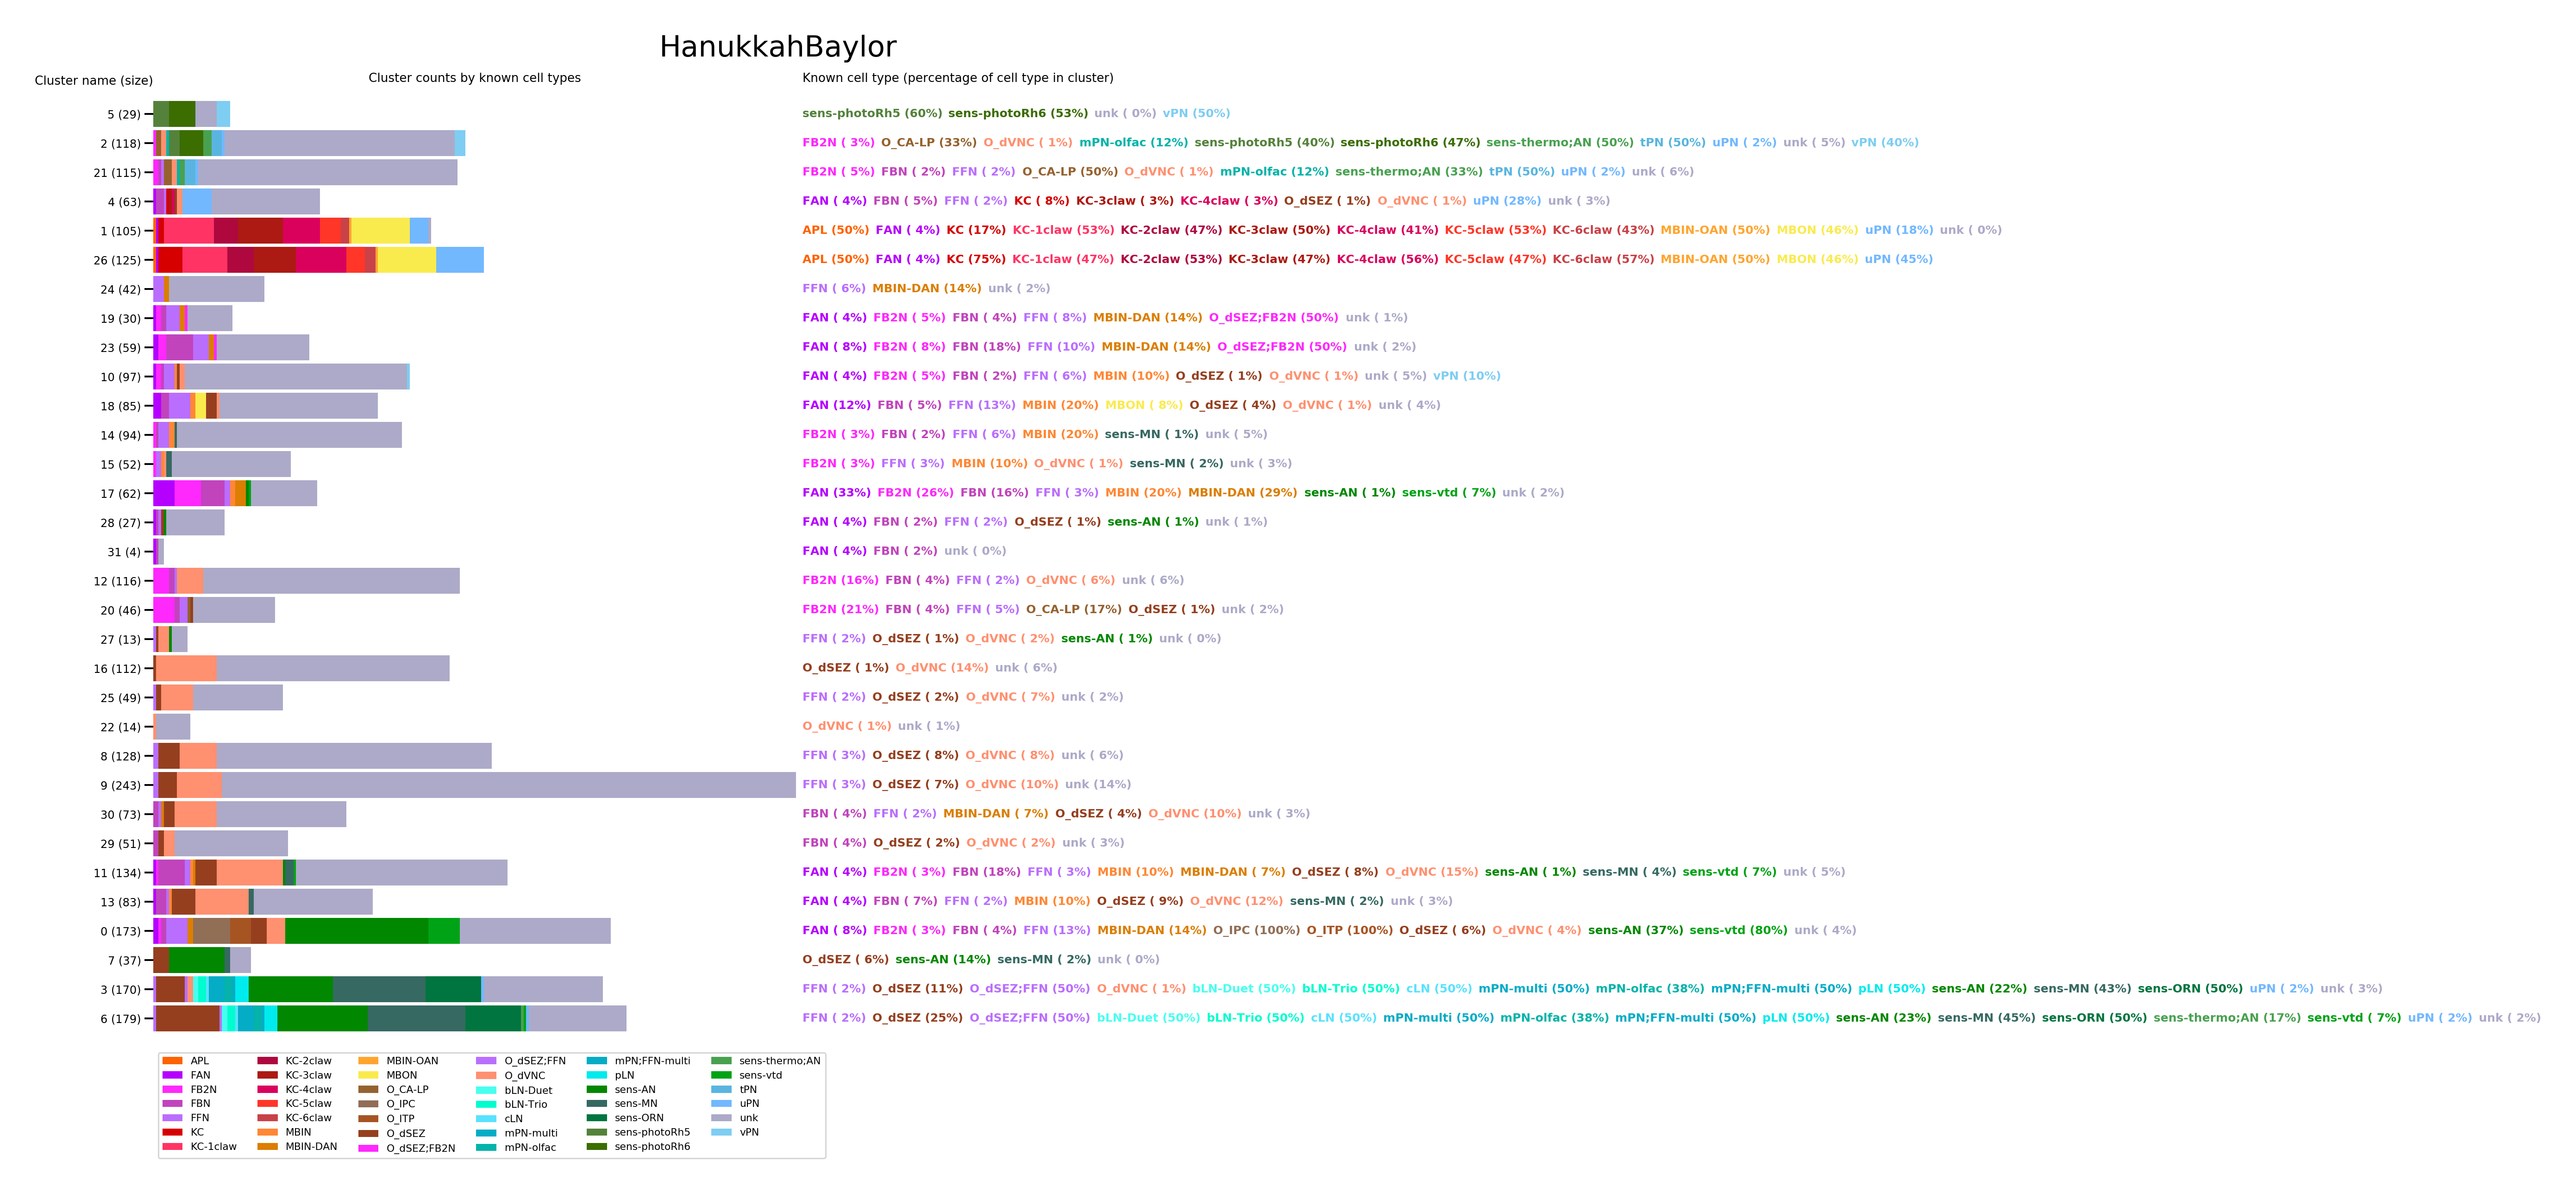 HanukkahBaylor
Cluster name (size) Cluster counts by known cell types Known cell type (percentage of cell type in cluster)
5 (29) sens-photoRh5 (60%) sens-photoRh6 (53%) unk ( 0%) vPN (50%)
2 (118) FB2N ( 3%) O_CA-LP (33%) O_dVNC ( 1%) mPN-olfac (12%) sens-photoRh5 (40%) sens-photoRh6 (47%) sens-thermo;AN (50%) tPN (50%) uPN ( 2%) unk ( 5%) vPN (40%)
21 (115) FB2N ( 5%) FBN ( 2%) FFN ( 2%) O_CA-LP (50%) O_dVNC ( 1%) mPN-olfac (12%) sens-thermo;AN (33%) tPN (50%) uPN ( 2%) unk ( 6%)
4 (63) FAN ( 4%) FBN ( 5%) FFN ( 2%) KC ( 8%) KC-3claw ( 3%) KC-4claw ( 3%) O_dSEZ ( 1%) O_dVNC ( 1%) uPN (28%) unk ( 3%)
1 (105) APL (50%) FAN ( 4%) KC (17%) KC-1claw (53%) KC-2claw (47%) KC-3claw (50%) KC-4claw (41%) KC-5claw (53%) KC-6claw (43%) MBIN-OAN (50%) MBON (46%) uPN (18%) unk ( 0%)
26 (125) APL (50%) FAN ( 4%) KC (75%) KC-1claw (47%) KC-2claw (53%) KC-3claw (47%) KC-4claw (56%) KC-5claw (47%) KC-6claw (57%) MBIN-OAN (50%) MBON (46%) uPN (45%)
24 (42) FFN ( 6%) MBIN-DAN (14%) unk ( 2%)
19 (30) FAN ( 4%) FB2N ( 5%) FBN ( 4%) FFN ( 8%) MBIN-DAN (14%) O_dSEZ;FB2N (50%) unk ( 1%)
23 (59) FAN ( 8%) FB2N ( 8%) FBN (18%) FFN (10%) MBIN-DAN (14%) O_dSEZ;FB2N (50%) unk ( 2%)
10 (97) FAN ( 4%) FB2N ( 5%) FBN ( 2%) FFN ( 6%) MBIN (10%) O_dSEZ ( 1%) O_dVNC ( 1%) unk ( 5%) vPN (10%)
18 (85) FAN (12%) FBN ( 5%) FFN (13%) MBIN (20%) MBON ( 8%) O_dSEZ ( 4%) O_dVNC ( 1%) unk ( 4%)
14 (94) FB2N ( 3%) FBN ( 2%) FFN ( 6%) MBIN (20%) sens-MN ( 1%) unk ( 5%)
15 (52) FB2N ( 3%) FFN ( 3%) MBIN (10%) O_dVNC ( 1%) sens-MN ( 2%) unk ( 3%)
17 (62) FAN (33%) FB2N (26%) FBN (16%) FFN ( 3%) MBIN (20%) MBIN-DAN (29%) sens-AN ( 1%) sens-vtd ( 7%) unk ( 2%)
28 (27) FAN ( 4%) FBN ( 2%) FFN ( 2%) O_dSEZ ( 1%) sens-AN ( 1%) unk ( 1%)
31 (4) FAN ( 4%) FBN ( 2%) unk ( 0%)
12 (116) FB2N (16%) FBN ( 4%) FFN ( 2%) O_dVNC ( 6%) unk ( 6%)
20 (46) FB2N (21%) FBN ( 4%) FFN ( 5%) O_CA-LP (17%) O_dSEZ ( 1%) unk ( 2%)
27 (13) FFN ( 2%) O_dSEZ ( 1%) O_dVNC ( 2%) sens-AN ( 1%) unk ( 0%)
16 (112) O_dSEZ ( 1%) O_dVNC (14%) unk ( 6%)
25 (49) FFN ( 2%) O_dSEZ ( 2%) O_dVNC ( 7%) unk ( 2%)
22 (14) O_dVNC ( 1%) unk ( 1%)
8 (128) FFN ( 3%) O_dSEZ ( 8%) O_dVNC ( 8%) unk ( 6%)
9 (243) FFN ( 3%) O_dSEZ ( 7%) O_dVNC (10%) unk (14%)
30 (73) FBN ( 4%) FFN ( 2%) MBIN-DAN ( 7%) O_dSEZ ( 4%) O_dVNC (10%) unk ( 3%)
29 (51) FBN ( 4%) O_dSEZ ( 2%) O_dVNC ( 2%) unk ( 3%)
11 (134) FAN ( 4%) FB2N ( 3%) FBN (18%) FFN ( 3%) MBIN (10%) MBIN-DAN ( 7%) O_dSEZ ( 8%) O_dVNC (15%) sens-AN ( 1%) sens-MN ( 4%) sens-vtd ( 7%) unk ( 5%)
13 (83) FAN ( 4%) FBN ( 7%) FFN ( 2%) MBIN (10%) O_dSEZ ( 9%) O_dVNC (12%) sens-MN ( 2%) unk ( 3%)
0 (173) FAN ( 8%) FB2N ( 3%) FBN ( 4%) FFN (13%) MBIN-DAN (14%) O_IPC (100%) O_ITP (100%) O_dSEZ ( 6%) O_dVNC ( 4%) sens-AN (37%) sens-vtd (80%) unk ( 4%)
7 (37) O_dSEZ ( 6%) sens-AN (14%) sens-MN ( 2%) unk ( 0%)
3 (170) FFN ( 2%) O_dSEZ (11%) O_dSEZ;FFN (50%) O_dVNC ( 1%) bLN-Duet (50%) bLN-Trio (50%) cLN (50%) mPN-multi (50%) mPN-olfac (38%) mPN;FFN-multi (50%) pLN (50%) sens-AN (22%) sens-MN (43%) sens-ORN (50%) uPN ( 2%) unk ( 3%)
6 (179) FFN ( 2%) O_dSEZ (25%) O_dSEZ;FFN (50%) bLN-Duet (50%) bLN-Trio (50%) cLN (50%) mPN-multi (50%) mPN-olfac (38%) mPN;FFN-multi (50%) pLN (50%) sens-AN (23%) sens-MN (45%) sens-ORN (50%) sens-thermo;AN (17%) sens-vtd ( 7%) uPN ( 2%) unk ( 2%)
APL KC-2claw MBIN-OAN O_dSEZ;FFN mPN;FFN-multi sens-thermo;AN
FAN KC-3claw MBON O_dVNC pLN sens-vtd
FB2N KC-4claw O_CA-LP bLN-Duet sens-AN tPN
FBN KC-5claw O_IPC bLN-Trio sens-MN uPN
FFN KC-6claw O_ITP cLN sens-ORN unk
KC MBIN O_dSEZ mPN-multi sens-photoRh5 vPN
KC-1claw MBIN-DAN O_dSEZ;FB2N mPN-olfac sens-photoRh6